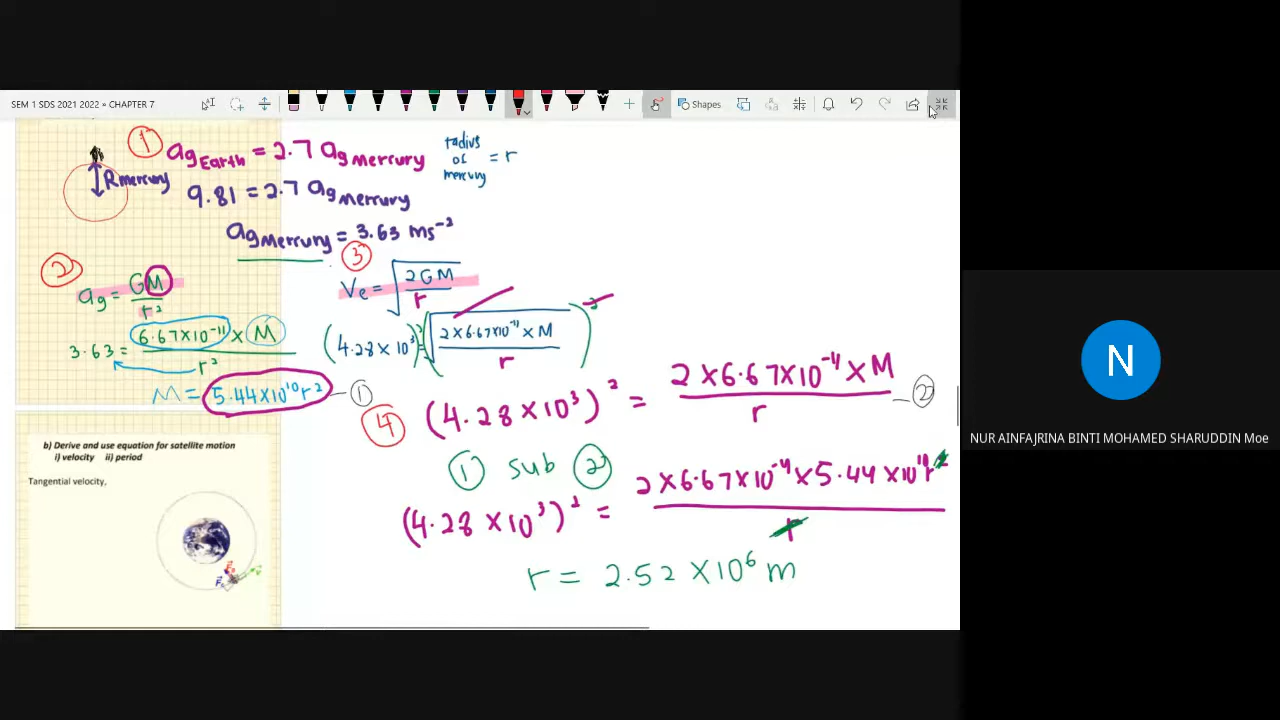 SEM 1 SDS 2021 2022 » CHAPTER 7
Shapes
① ag Earth = 2.7 ag Mercury
radius of mercury = r
R mercury
9.81 = 2.7 ag Mercury
ag Mercury = 3.63 ms⁻²
② ag = GM / r²
3.63 = 6.67×10⁻¹¹ × M / r²
M = 5.44×10¹⁰ r² — ①
③ Ve = √(2GM / r)
(4.28 × 10³)² = (√(2×6.67×10⁻¹¹ × M / r))²
④ (4.28 × 10³)² = 2 × 6.67×10⁻¹¹ × M / r — ②
① sub ②
(4.28 × 10³)² = 2 × 6.67×10⁻¹¹ × 5.44 × 10¹⁰ r² / r
r = 2.52 × 10⁶ m
b) Derive and use equation for satellite motion
i) velocity ii) period
Tangential velocity,
N
NUR AINFAJRINA BINTI MOHAMED SHARUDDIN Moe